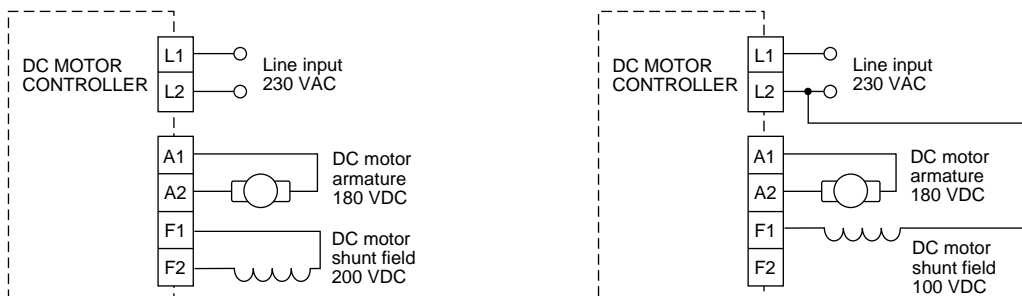 DC MOTOR
CONTROLLER
L1
L2
Line input
230 VAC
A1
A2
DC motor
armature
180 VDC
F1
F2
DC motor
shunt field
200 VDC
DC MOTOR
CONTROLLER
L1
L2
Line input
230 VAC
A1
A2
DC motor
armature
180 VDC
F1
F2
DC motor
shunt field
100 VDC